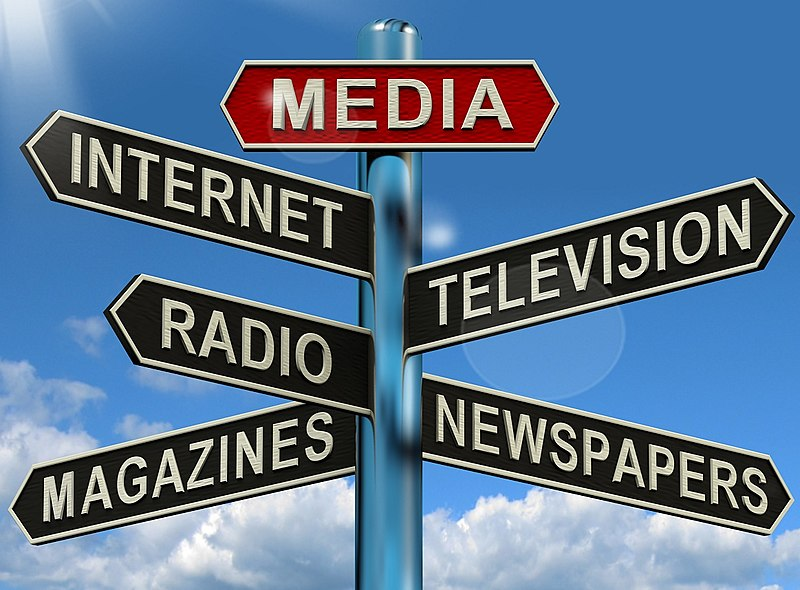 MEDIA
INTERNET
TELEVISION
RADIO
MAGAZINES
NEWSPAPERS